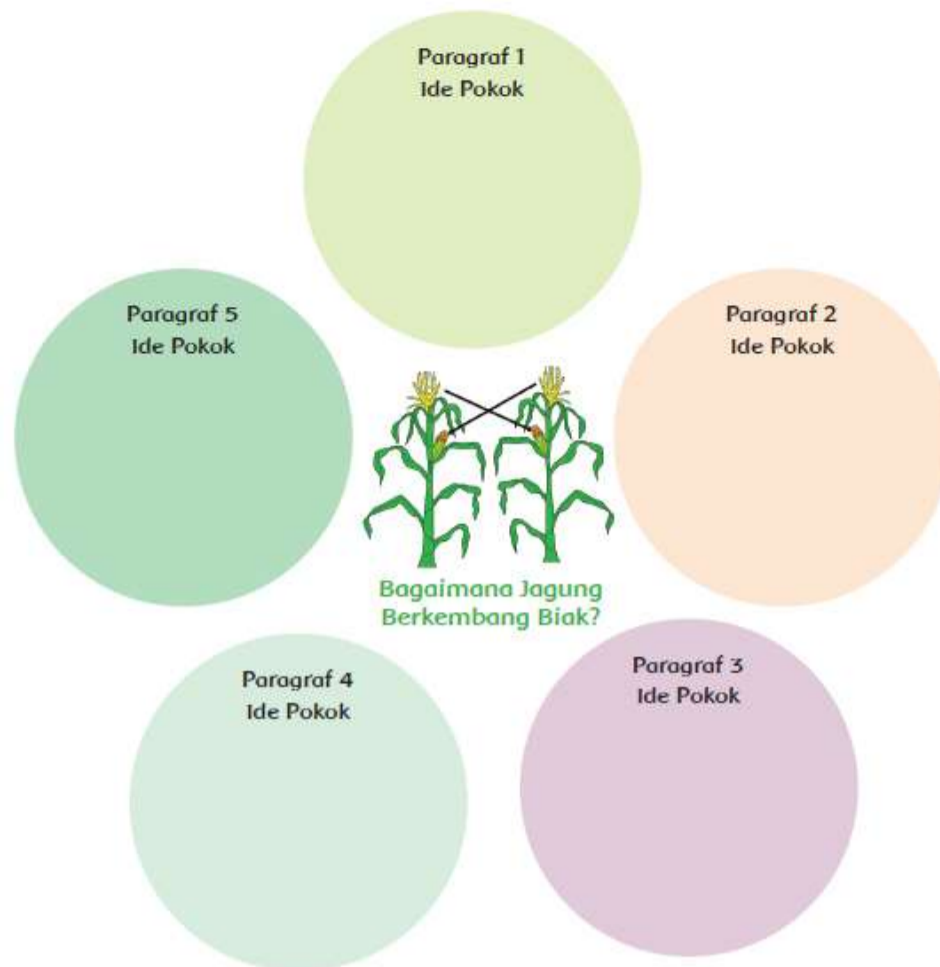 Paragraf 1
Ide Pokok
Paragraf 5
Ide Pokok
Paragraf 2
Ide Pokok
Bagaimana Jagung
Berkembang Biak?
Paragraf 4
Ide Pokok
Paragraf 3
Ide Pokok